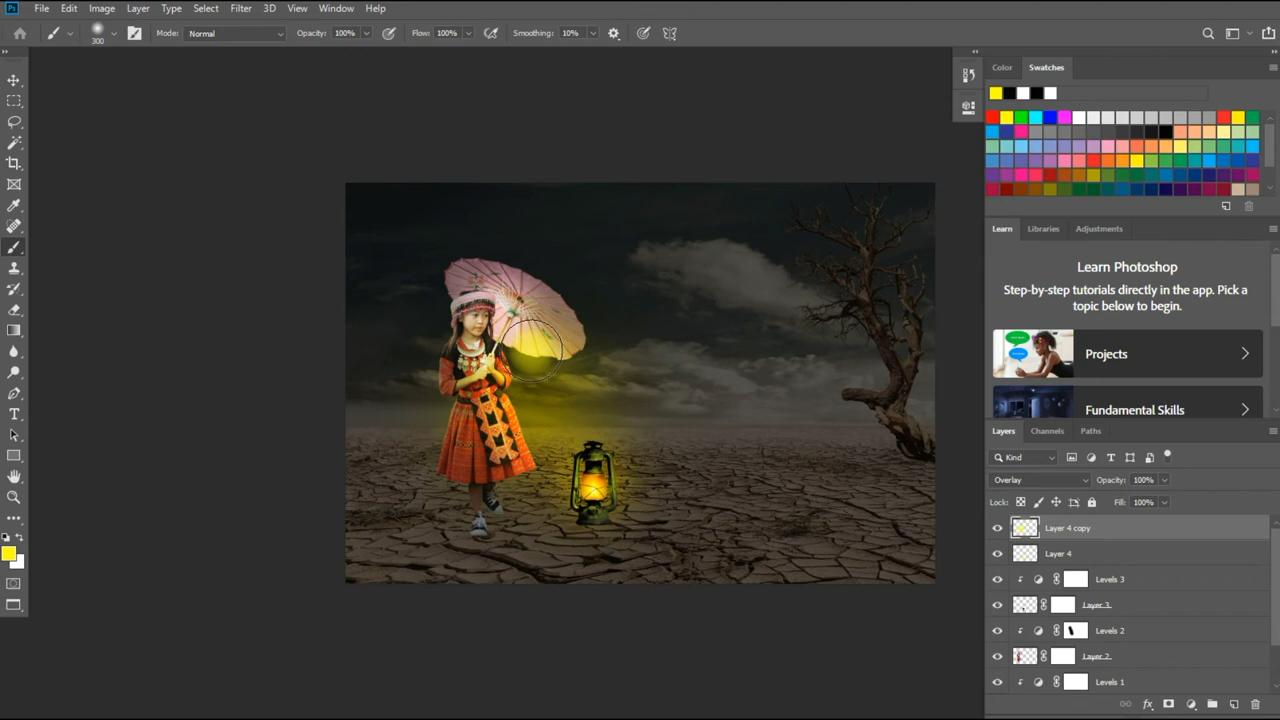 Ps File Edit Image Layer Type Select Filter 3D View Window Help
300 Mode: Normal Opacity: 100% Flow: 100% Smoothing: 10%
Color Swatches
Learn Libraries Adjustments
Learn Photoshop
Step-by-step tutorials directly in the app. Pick a
topic below to begin.
Projects
Fundamental Skills
Layers Channels Paths
Kind
Overlay Opacity: 100%
Lock: Fill: 100%
Layer 4 copy
Layer 4
Levels 3
Layer 3
Levels 2
Layer 2
Levels 1
T
fx